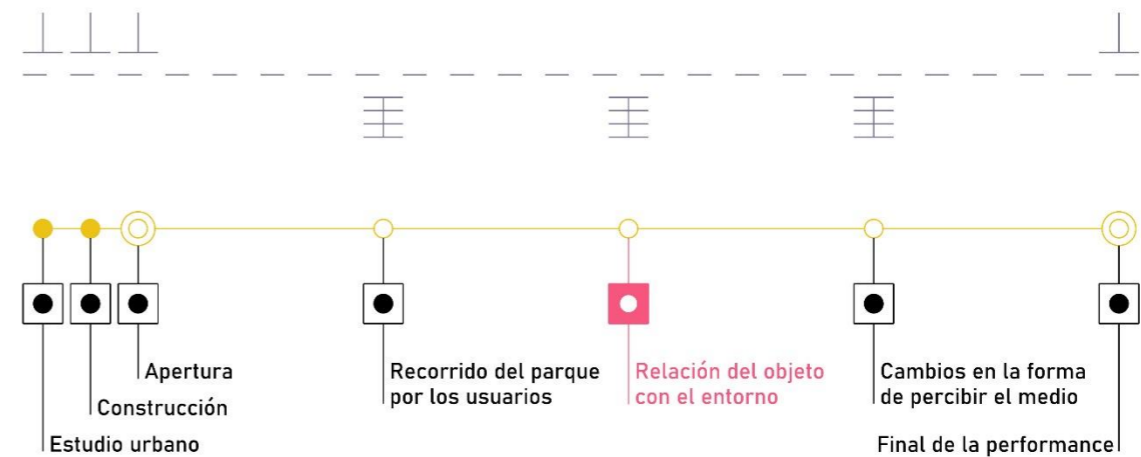 Apertura
Construcción
Estudio urbano
Recorrido del parque
por los usuarios
Relación del objeto
con el entorno
Cambios en la forma
de percibir el medio
Final de la performance